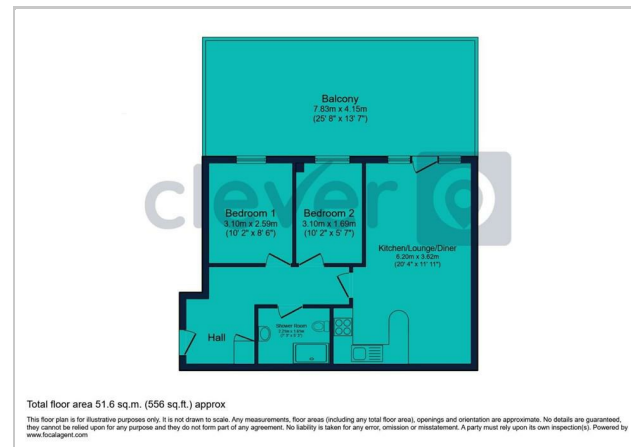 Balcony
7.83m x 4.15m
(25' 8" x 13' 7")
clever
Bedroom 1
3.10m x 2.59m
(10' 2" x 8' 6")
Bedroom 2
3.10m x 1.69m
(10' 2" x 5' 7")
Kitchen/Lounge/Diner
6.20m x 3.62m
(20' 4" x 11' 11")
Hall
Shower Room
Total floor area 51.6 sq.m. (556 sq.ft.) approx
This floor plan is for illustrative purposes only. It is not drawn to scale. Any measurements, floor areas (including any total floor area), openings and orientation are approximate. No details are guaranteed,
they cannot be relied upon for any purpose and they do not form part of any agreement. No liability is taken for any error, omission or misstatement. A party must rely upon its own inspection(s). Powered by
www.focalagent.com